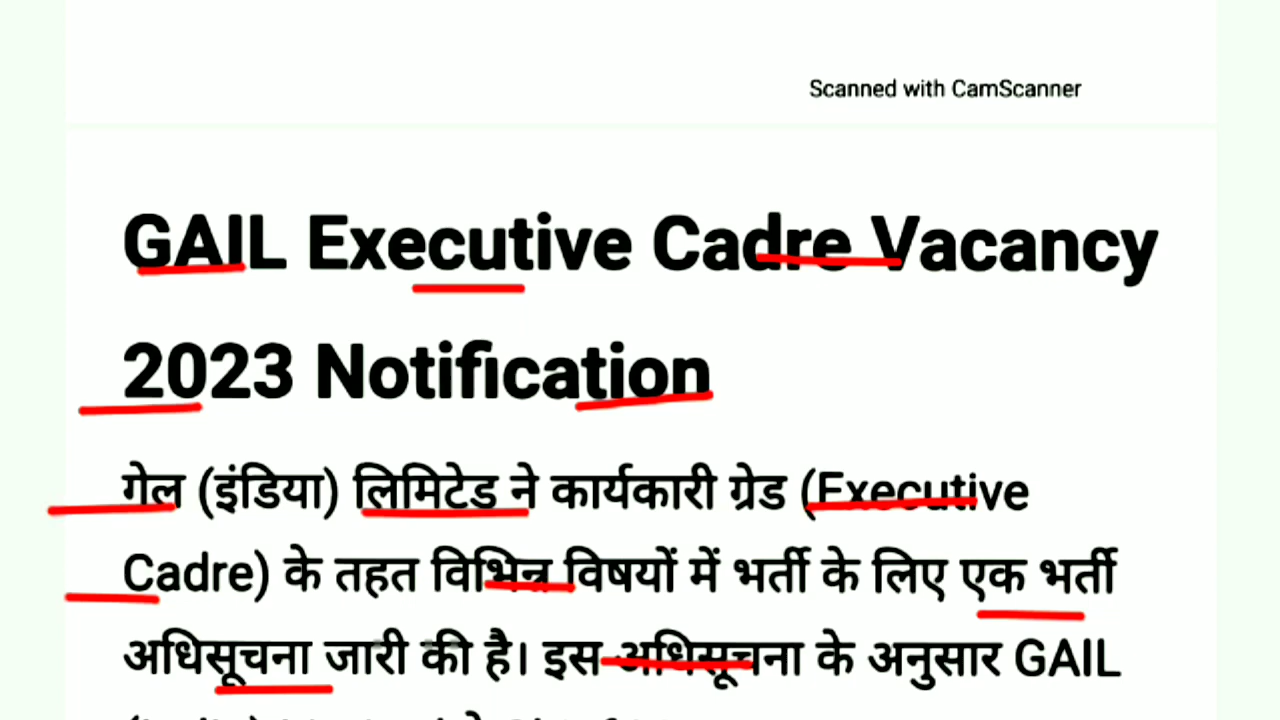 Scanned with CamScanner
GAIL Executive Cadre Vacancy
2023 Notification
गेल (इंडिया) लिमिटेड ने कार्यकारी ग्रेड (Executive
Cadre) के तहत विभिन्न विषयों में भर्ती के लिए एक भर्ती
अधिसूचना जारी की है। इस अधिसूचना के अनुसार GAIL